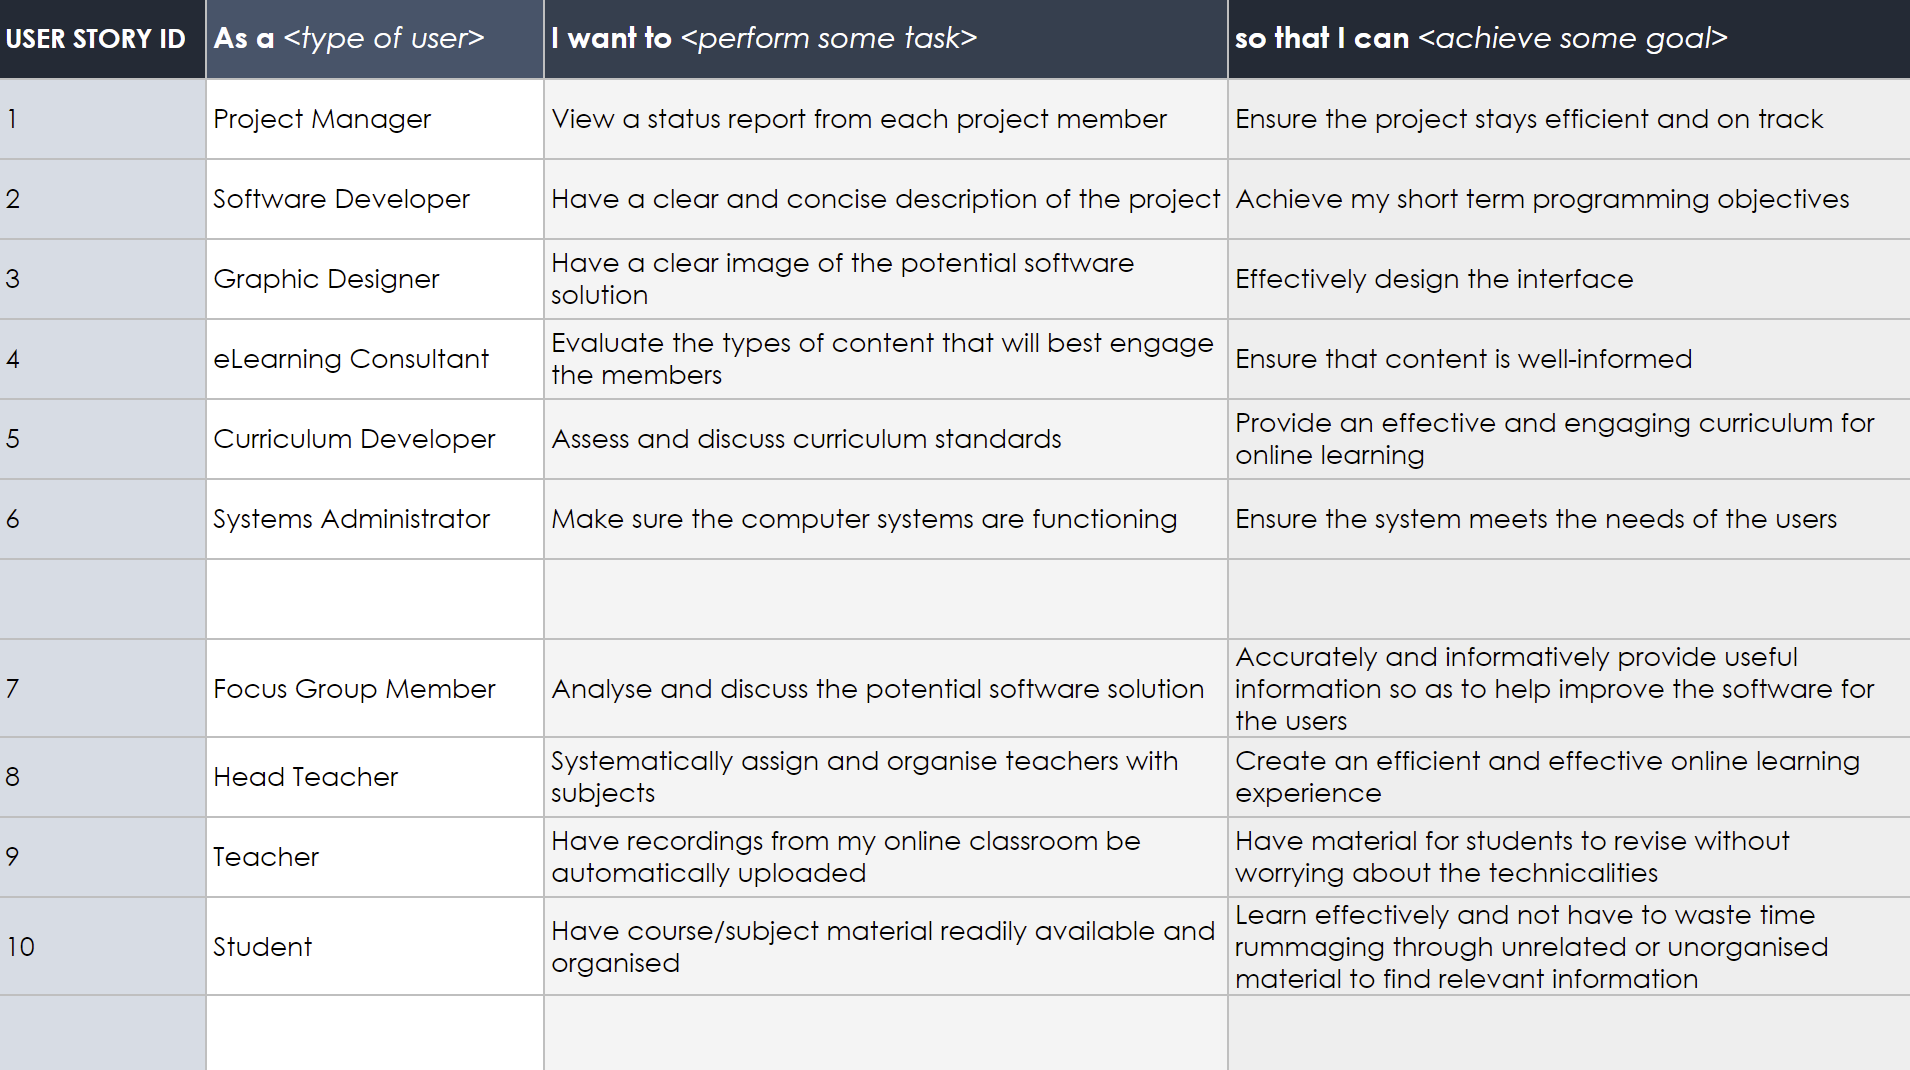 USER STORY ID As a <type of user> I want to <perform some task> so that I can <achieve some goal>
1 Project Manager View a status report from each project member Ensure the project stays efficient and on track
2 Software Developer Have a clear and concise description of the project Achieve my short term programming objectives
3 Graphic Designer Have a clear image of the potential software
solution Effectively design the interface
4 eLearning Consultant Evaluate the types of content that will best engage
the members Ensure that content is well-informed
5 Curriculum Developer Assess and discuss curriculum standards Provide an effective and engaging curriculum for
online learning
6 Systems Administrator Make sure the computer systems are functioning Ensure the system meets the needs of the users
7 Focus Group Member Analyse and discuss the potential software solution Accurately and informatively provide useful
information so as to help improve the software for
the users
8 Head Teacher Systematically assign and organise teachers with
subjects Create an efficient and effective online learning
experience
9 Teacher Have recordings from my online classroom be
automatically uploaded Have material for students to revise without
worrying about the technicalities
10 Student Have course/subject material readily available and
organised Learn effectively and not have to waste time
rummaging through unrelated or unorganised
material to find relevant information